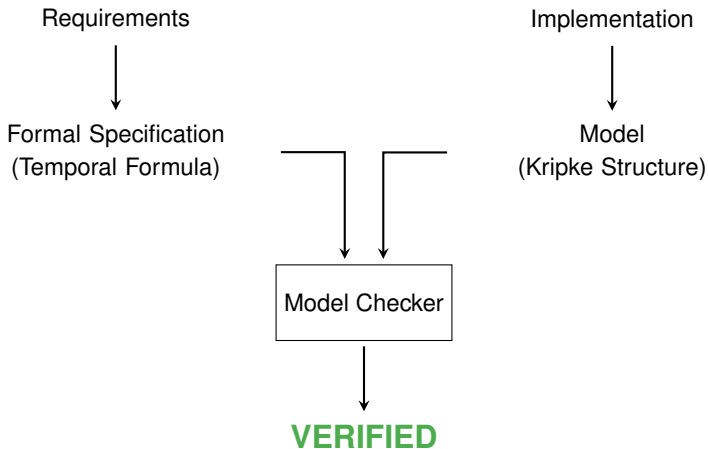 Requirements
Implementation
Formal Specification
(Temporal Formula)
Model
(Kripke Structure)
Model Checker
VERIFIED